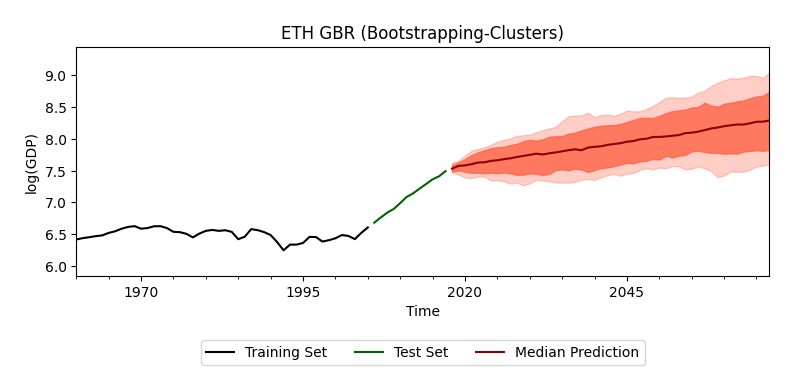 ETH GBR (Bootstrapping-Clusters)
9.0
8.5
8.0
7.5
7.0
6.5
6.0
log(GDP)
1970 1995 2020 2045
Time
Training Set Test Set Median Prediction